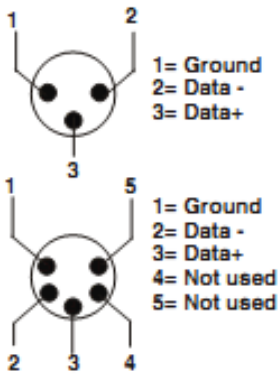 1 2
1= Ground
2= Data -
3= Data+
3
1 5
1= Ground
2= Data -
3= Data+
4= Not used
5= Not used
2 3 4